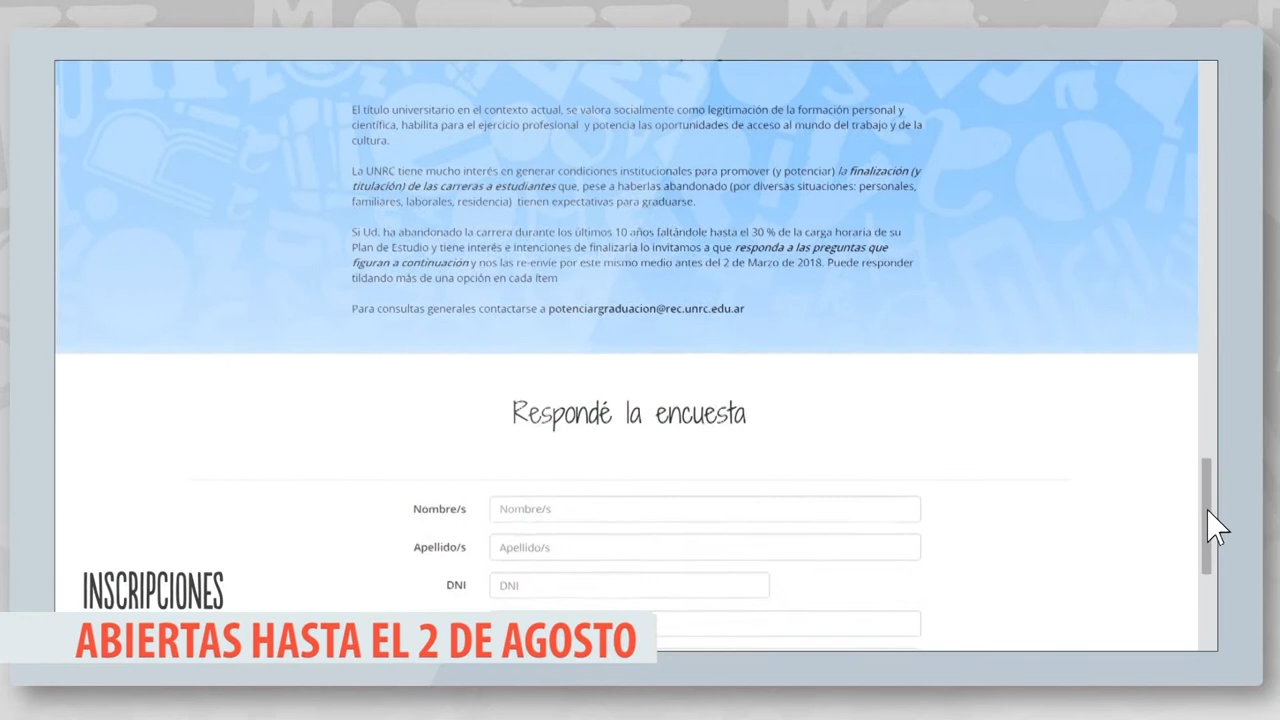 El título universitario en el contexto actual, se valora socialmente como legitimación de la formación personal y
científica, habilita para el ejercicio profesional y potencia las oportunidades de acceso al mundo del trabajo y de la
cultura.
La UNRC tiene mucho interés en generar condiciones institucionales para promover (y potenciar) la finalización (y
titulación) de las carreras a estudiantes que, pese a haberlas abandonado (por diversas situaciones: personales,
familiares, laborales, residencia) tienen expectativas para graduarse.
Si Ud. ha abandonado la carrera durante los últimos 10 años faltándole hasta el 30 % de la carga horaria de su
Plan de Estudio y tiene interés e intenciones de finalizarla lo invitamos a que responda a las preguntas que
figuran a continuación y nos las re-envíe por este mismo medio antes del 2 de Marzo de 2018. Puede responder
tildando más de una opción en cada ítem
Para consultas generales contactarse a potenciargraduacion@rec.unrc.edu.ar
Respondé la encuesta
Nombre/s Nombre/s
Apellido/s Apellido/s
DNI DNI
INSCRIPCIONES
ABIERTAS HASTA EL 2 DE AGOSTO